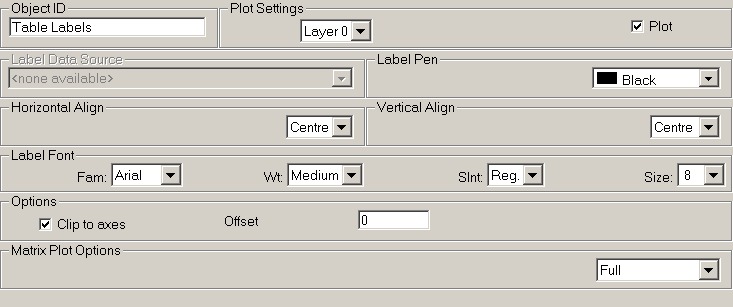 Object ID Plot Settings
Table Labels Layer 0 Plot
Label Data Source Label Pen
<none available> Black
Horizontal Align Vertical Align
Centre Centre
Label Font
Fam: Arial Wt: Medium Slnt: Reg. Size: 8
Options
Clip to axes Offset 0
Matrix Plot Options
Full